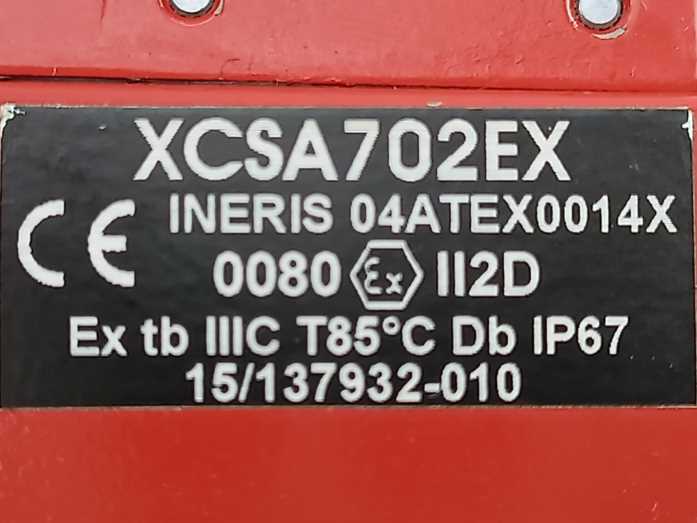 XCSA702EX
CE INERIS 04ATEX0014X
0080 Ex II2D
Ex tb IIIC T85°C Db IP67
15/137932-010